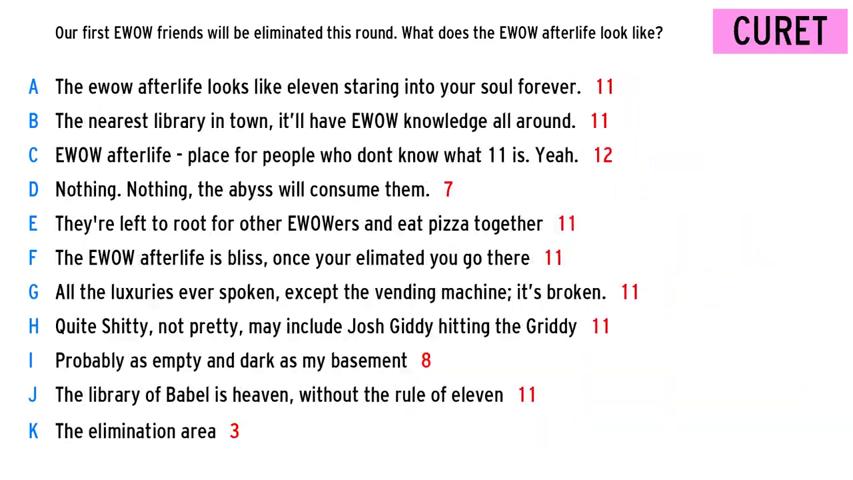 Our first EWOW friends will be eliminated this round. What does the EWOW afterlife look like?
CURET
A The ewow afterlife looks like eleven staring into your soul forever. 11
B The nearest library in town, it'll have EWOW knowledge all around. 11
C EWOW afterlife - place for people who dont know what 11 is. Yeah. 12
D Nothing. Nothing, the abyss will consume them. 7
E They're left to root for other EWOWers and eat pizza together 11
F The EWOW afterlife is bliss, once your elimated you go there 11
G All the luxuries ever spoken, except the vending machine; it's broken. 11
H Quite Shitty, not pretty, may include Josh Giddy hitting the Griddy 11
I Probably as empty and dark as my basement 8
J The library of Babel is heaven, without the rule of eleven 11
K The elimination area 3